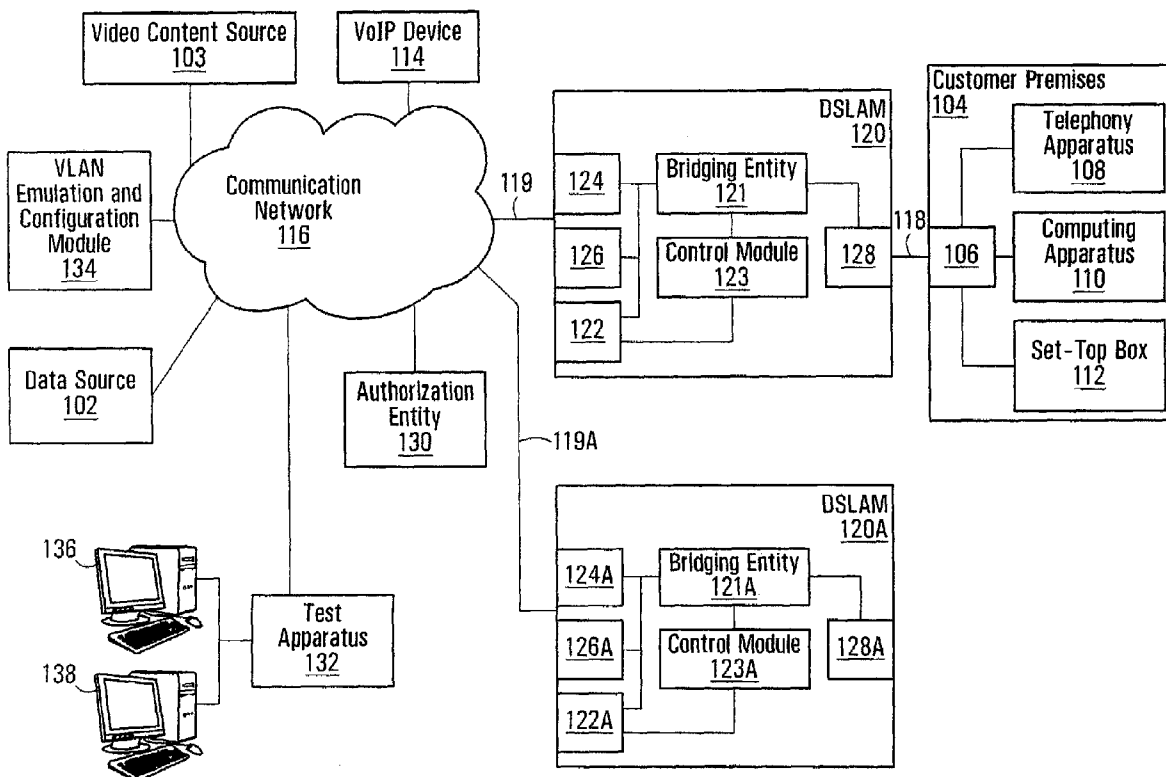 Video Content Source
103
VoIP Device
114
VLAN
Emulation and
Configuration
Module
134
Communication
Network
116
Data Source
102
Authorization
Entity
130
119
119A
DSLAM
120
124
126
122
Bridging Entity
121
Control Module
123
128
118
Customer Premises
104
106
Telephony
Apparatus
108
Computing
Apparatus
110
Set-Top Box
112
136
138
Test
Apparatus
132
DSLAM
120A
124A
126A
122A
Bridging Entity
121A
Control Module
123A
128A